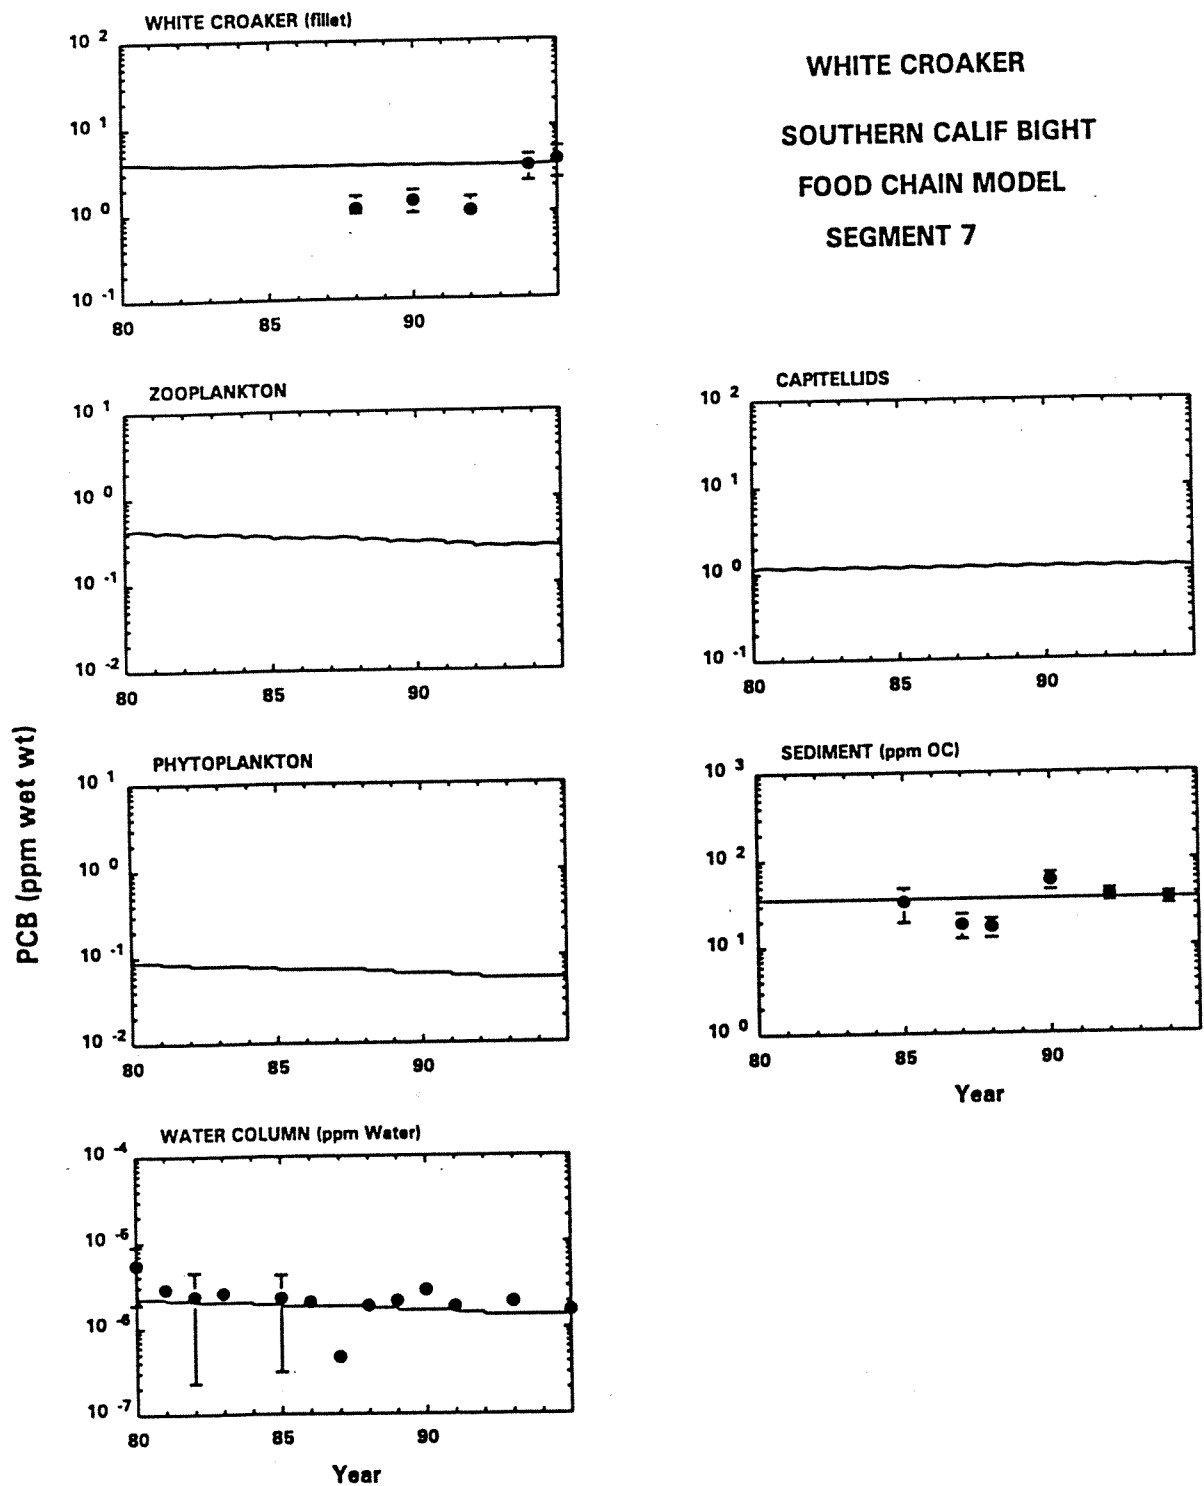 WHITE CROAKER (fillet)
10 2
10 1
10 0
10 -1
80 85 90
WHITE CROAKER
SOUTHERN CALIF BIGHT
FOOD CHAIN MODEL
SEGMENT 7
ZOOPLANKTON
10 1
10 0
10 -1
10 -2
80 85 90
CAPITELLIDS
10 2
10 1
10 0
10 -1
80 85 90
PCB (ppm wet wt)
PHYTOPLANKTON
10 1
10 0
10 -1
10 -2
80 85 90
SEDIMENT (ppm OC)
10 3
10 2
10 1
10 0
80 85 90
Year
WATER COLUMN (ppm Water)
10 -4
10 -5
10 -6
10 -7
80 85 90
Year